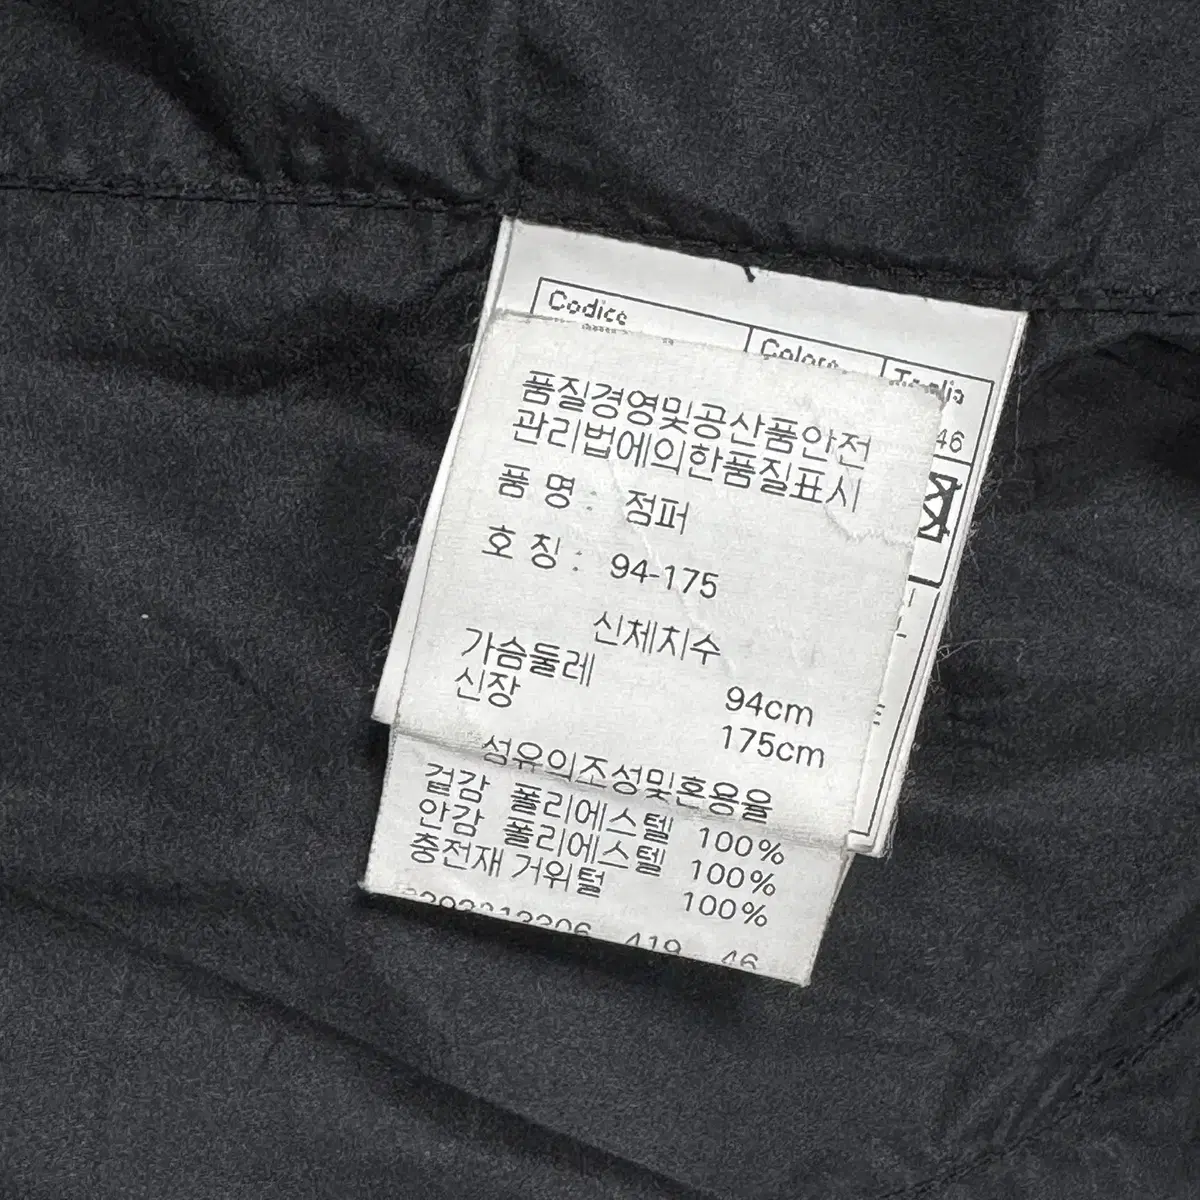 Codice
Colore
Taglia
46
품질경영및공산품안전
관리법에의한품질표시
품 명 : 점퍼
호 칭 : 94-175
신체치수
가슴둘레 94cm
신장 175cm
섬유의조성및혼용율
겉감 폴리에스텔 100%
안감 폴리에스텔 100%
충전재 거위털 100%
419 46